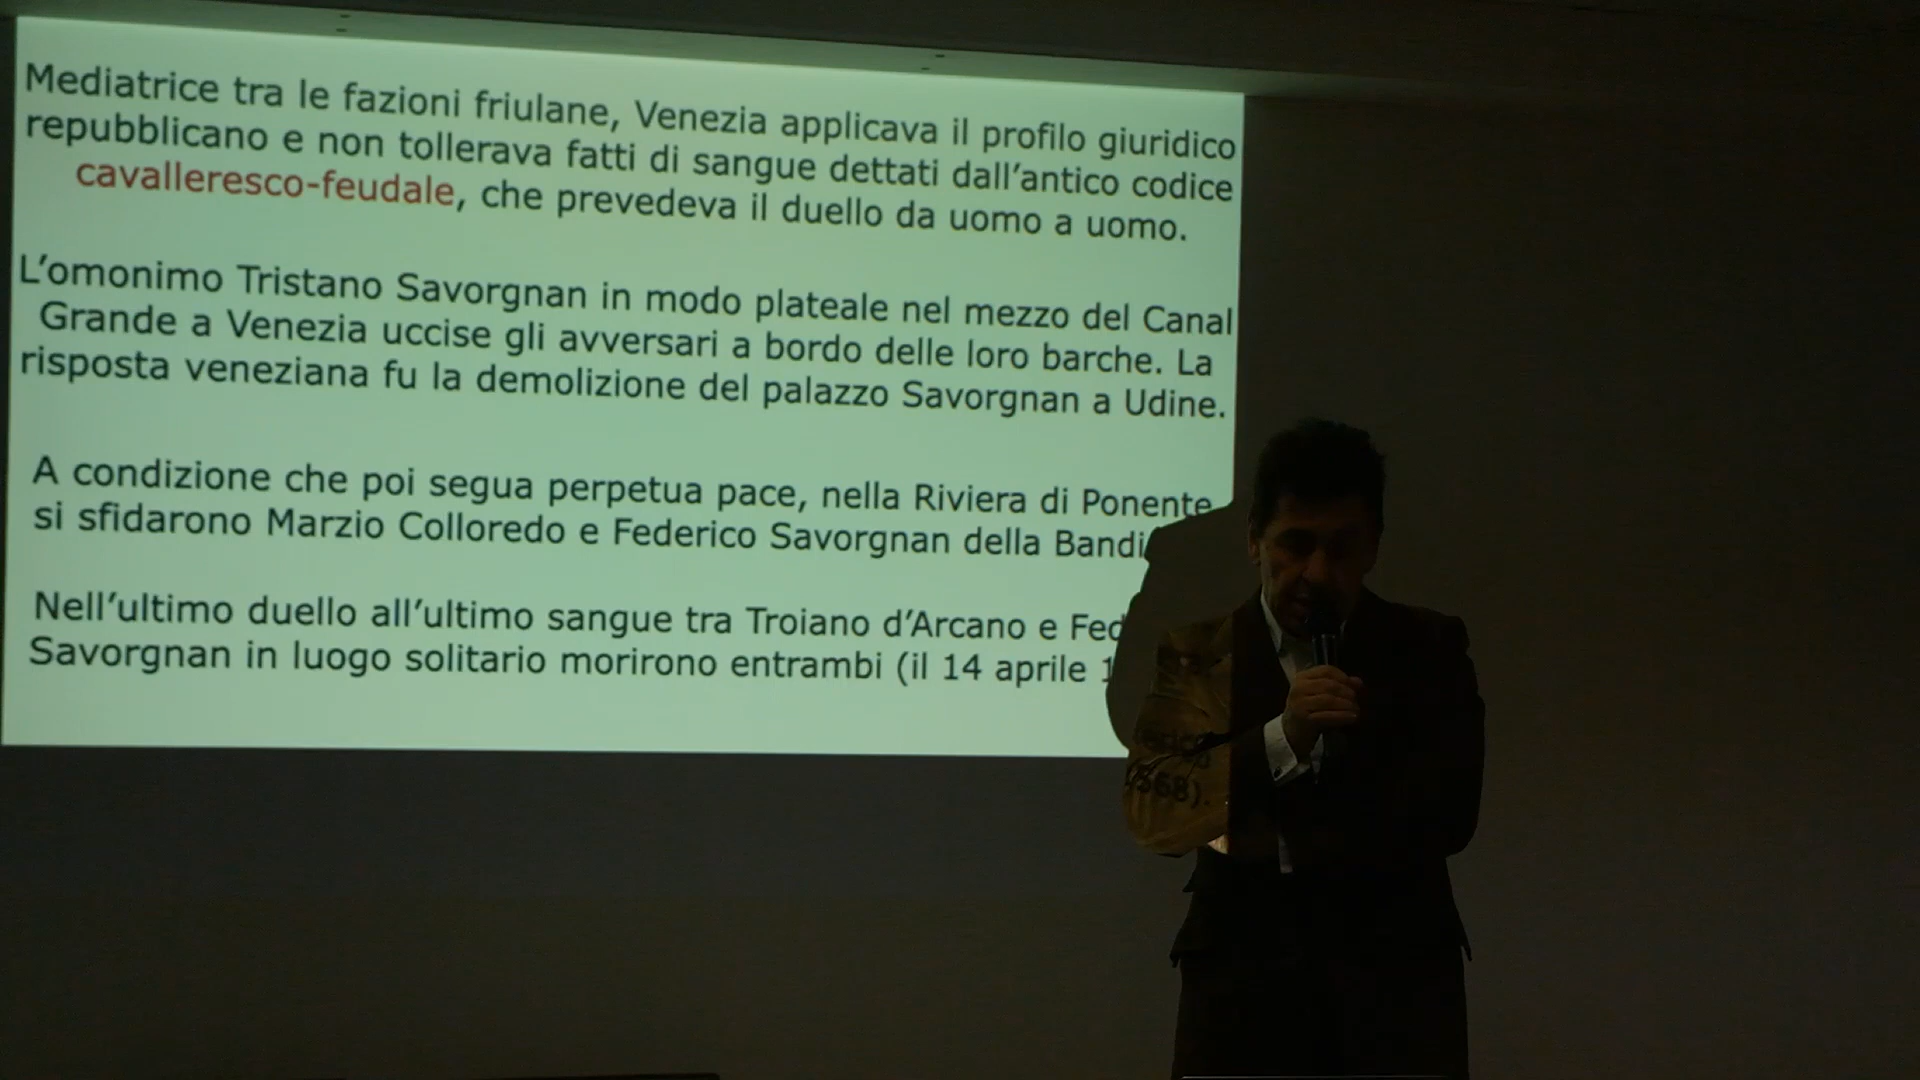 Mediatrice tra le fazioni friulane, Venezia applicava il profilo giuridico
repubblicano e non tollerava fatti di sangue dettati dall'antico codice
cavalleresco-feudale, che prevedeva il duello da uomo a uomo.
L'omonimo Tristano Savorgnan in modo plateale nel mezzo del Canal
Grande a Venezia uccise gli avversari a bordo delle loro barche. La
risposta veneziana fu la demolizione del palazzo Savorgnan a Udine.
A condizione che poi segua perpetua pace, nella Riviera di Ponente
si sfidarono Marzio Colloredo e Federico Savorgnan della
Nell'ultimo duello all'ultimo sangue tra Troiano d'Arcano e
Savorgnan in luogo solitario morirono entrambi (il 14 aprile